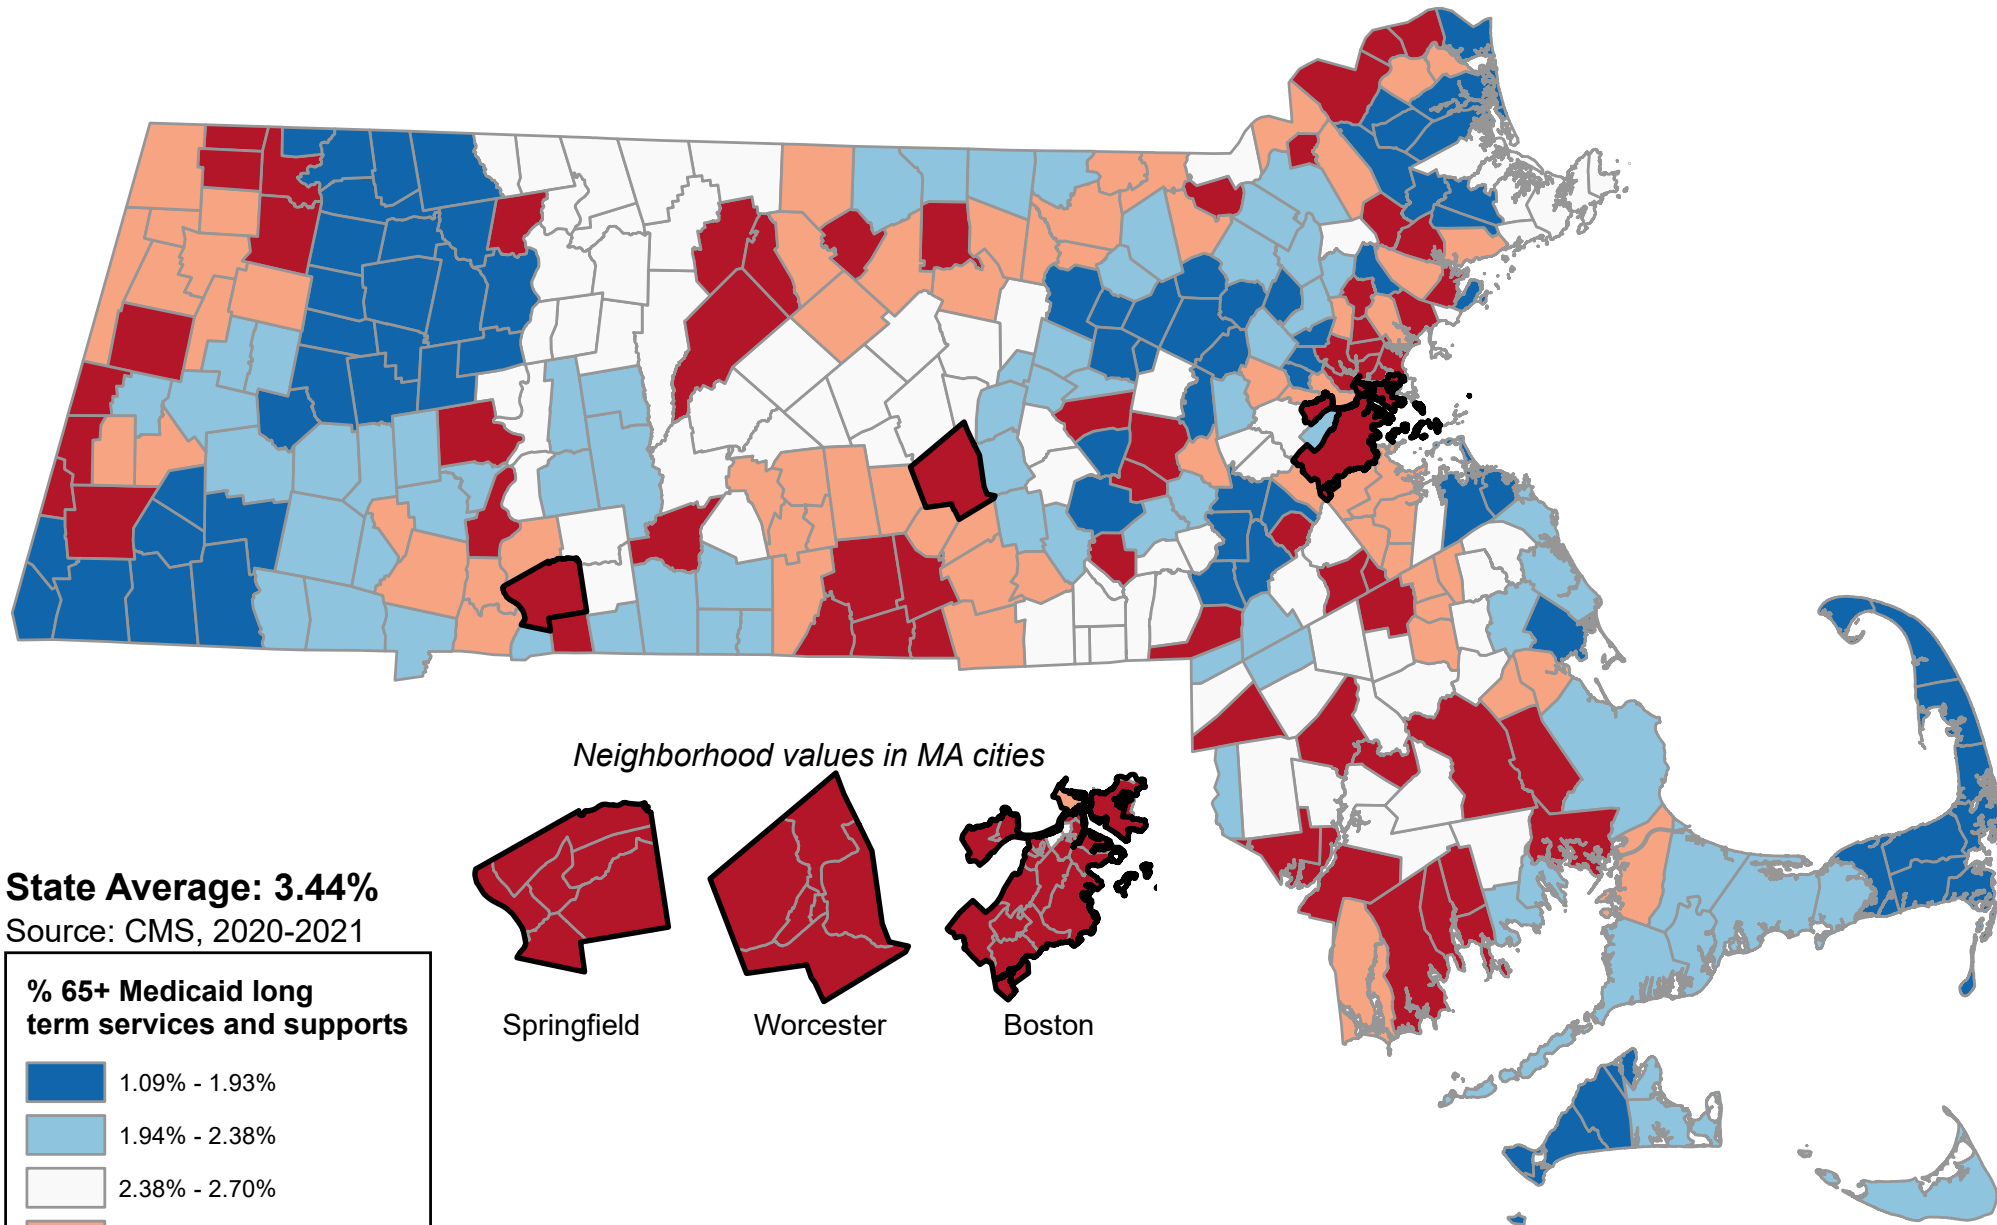 Neighborhood values in MA cities
Springfield
Worcester
Boston
State Average: 3.44%
Source: CMS, 2020-2021
% 65+ Medicaid long
term services and supports
1.09% - 1.93%
1.94% - 2.38%
2.38% - 2.70%